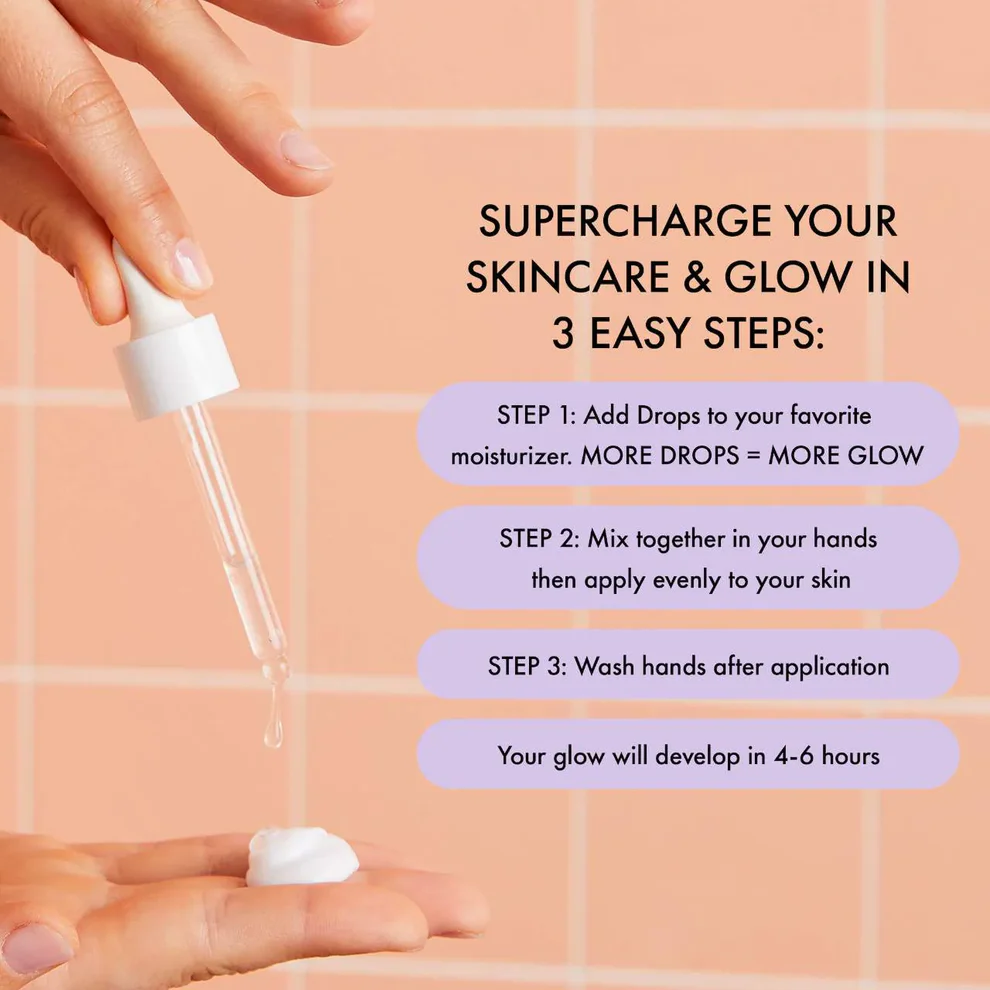 SUPERCHARGE YOUR
SKINCARE & GLOW IN
3 EASY STEPS:
STEP 1: Add Drops to your favorite
moisturizer. MORE DROPS = MORE GLOW
STEP 2: Mix together in your hands
then apply evenly to your skin
STEP 3: Wash hands after application
Your glow will develop in 4-6 hours